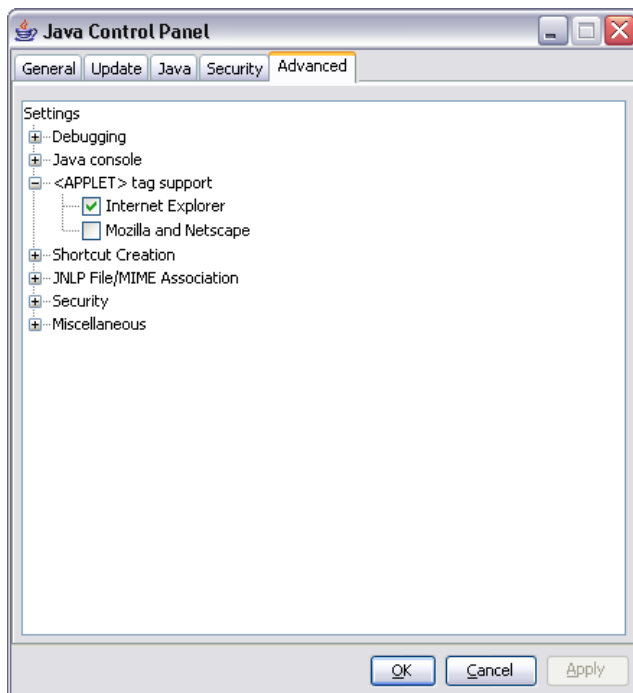 Java Control Panel
General Update Java Security Advanced
Settings
Debugging
Java console
<APPLET> tag support
Internet Explorer
Mozilla and Netscape
Shortcut Creation
JNLP File/MIME Association
Security
Miscellaneous
OK Cancel Apply